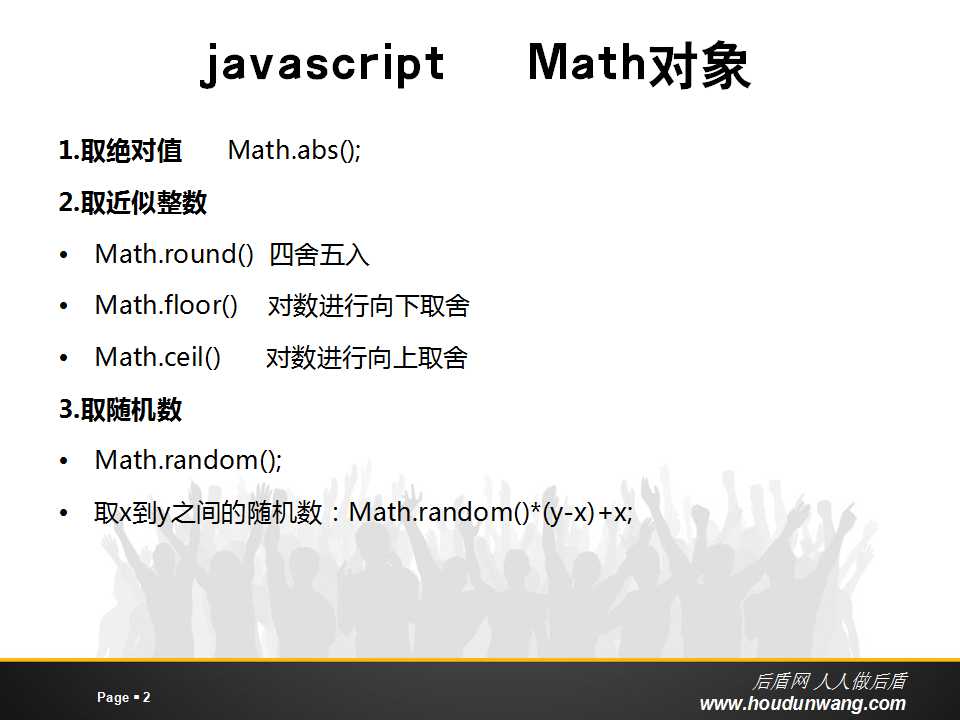 javascript Math对象
1.取绝对值 Math.abs();
2.取近似整数
• Math.round() 四舍五入
• Math.floor() 对数进行向下取舍
• Math.ceil() 对数进行向上取舍
3.取随机数
• Math.random();
• 取x到y之间的随机数：Math.random()*(y-x)+x;
后盾网 人人做后盾
Page ▪ 2
www.houdunwang.com